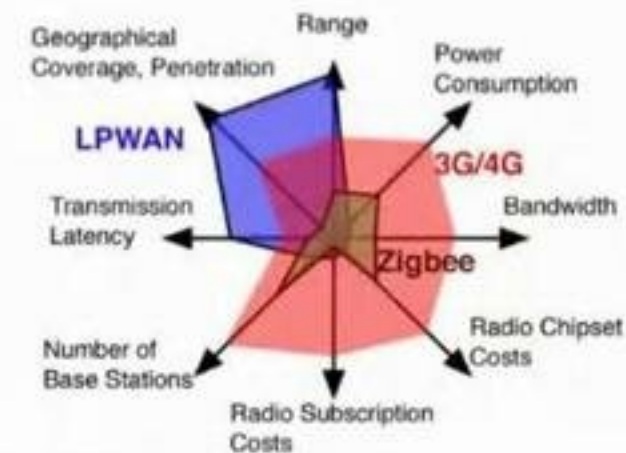 Range
Geographical
Coverage, Penetration
Power
Consumption
LPWAN
3G/4G
Transmission
Latency
Bandwidth
Zigbee
Radio Chipset
Costs
Number of
Base Stations
Radio Subscription
Costs